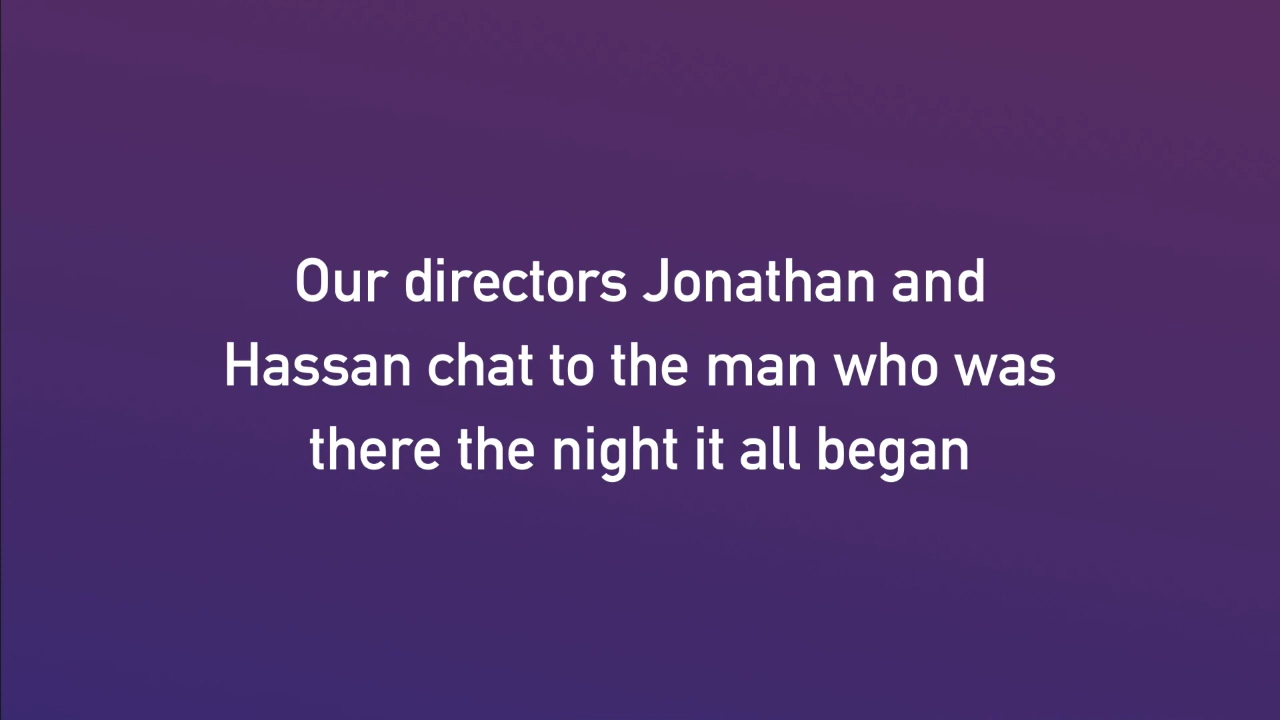 Our directors Jonathan and
Hassan chat to the man who was
there the night it all began